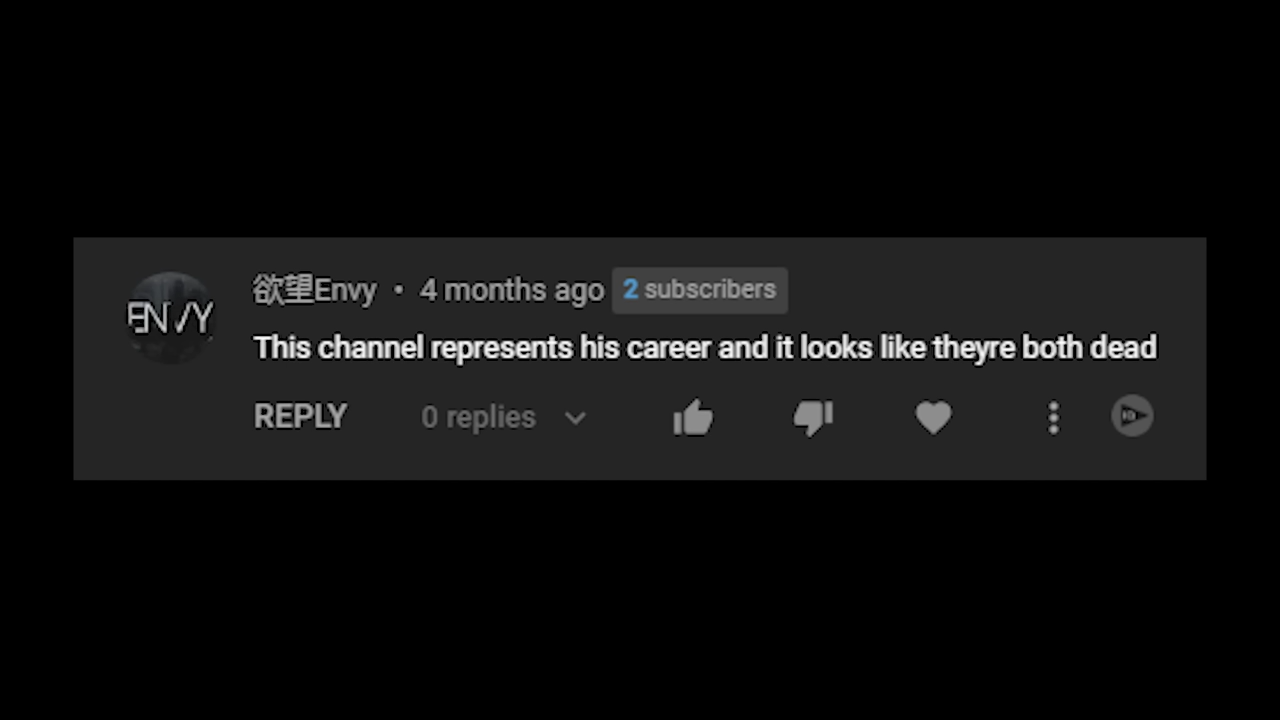 ENVY
欲望Envy • 4 months ago 2 subscribers
This channel represents his career and it looks like theyre both dead
REPLY 0 replies